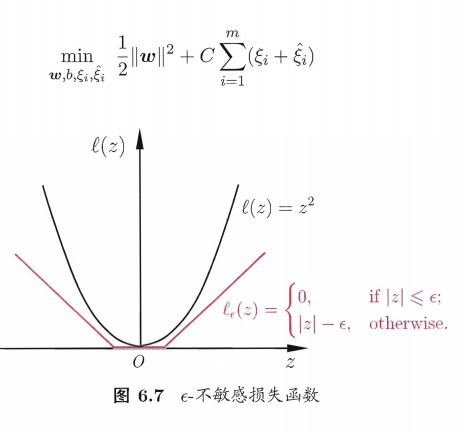 min_{w,b,ξ_i,ξ̂_i} 1/2 ‖w‖² + C ∑_{i=1}^{m} (ξ_i + ξ̂_i)
ℓ(z)
ℓ(z) = z²
ℓ_ϵ(z) = { 0, if |z| ⩽ ϵ;
|z| − ϵ, otherwise.
O z
图 6.7 ϵ-不敏感损失函数